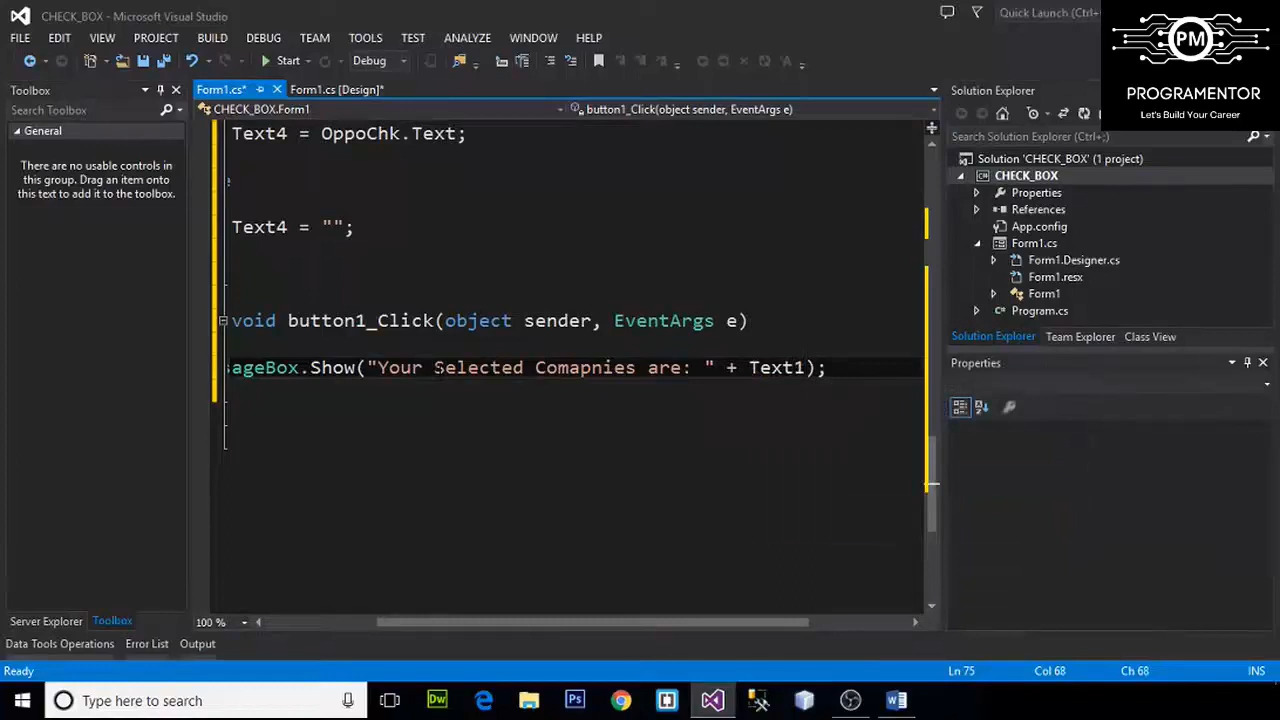 CHECK_BOX - Microsoft Visual Studio
Quick Launch (Ctrl+
FILE EDIT VIEW PROJECT BUILD DEBUG TEAM TOOLS TEST ANALYZE WINDOW HELP
Start Debug
PM
PROGRAMENTOR
Let's Build Your Career
Toolbox
Search Toolbox
General
There are no usable controls in
this group. Drag an item onto
this text to add it to the toolbox.
Form1.cs* Form1.cs [Design]*
CHECK_BOX.Form1 button1_Click(object sender, EventArgs e)
Text4 = OppoChk.Text;
Text4 = "";
void button1_Click(object sender, EventArgs e)
ageBox.Show("Your Selected Comapnies are: " + Text1);
100 %
Solution Explorer
Search Solution Explorer (Ctrl+;)
Solution 'CHECK_BOX' (1 project)
CHECK_BOX
Properties
References
App.config
Form1.cs
Form1.Designer.cs
Form1.resx
Form1
Program.cs
Solution Explorer Team Explorer Class View
Properties
Server Explorer Toolbox
Data Tools Operations Error List Output
Ready Ln 75 Col 68 Ch 68 INS
Type here to search